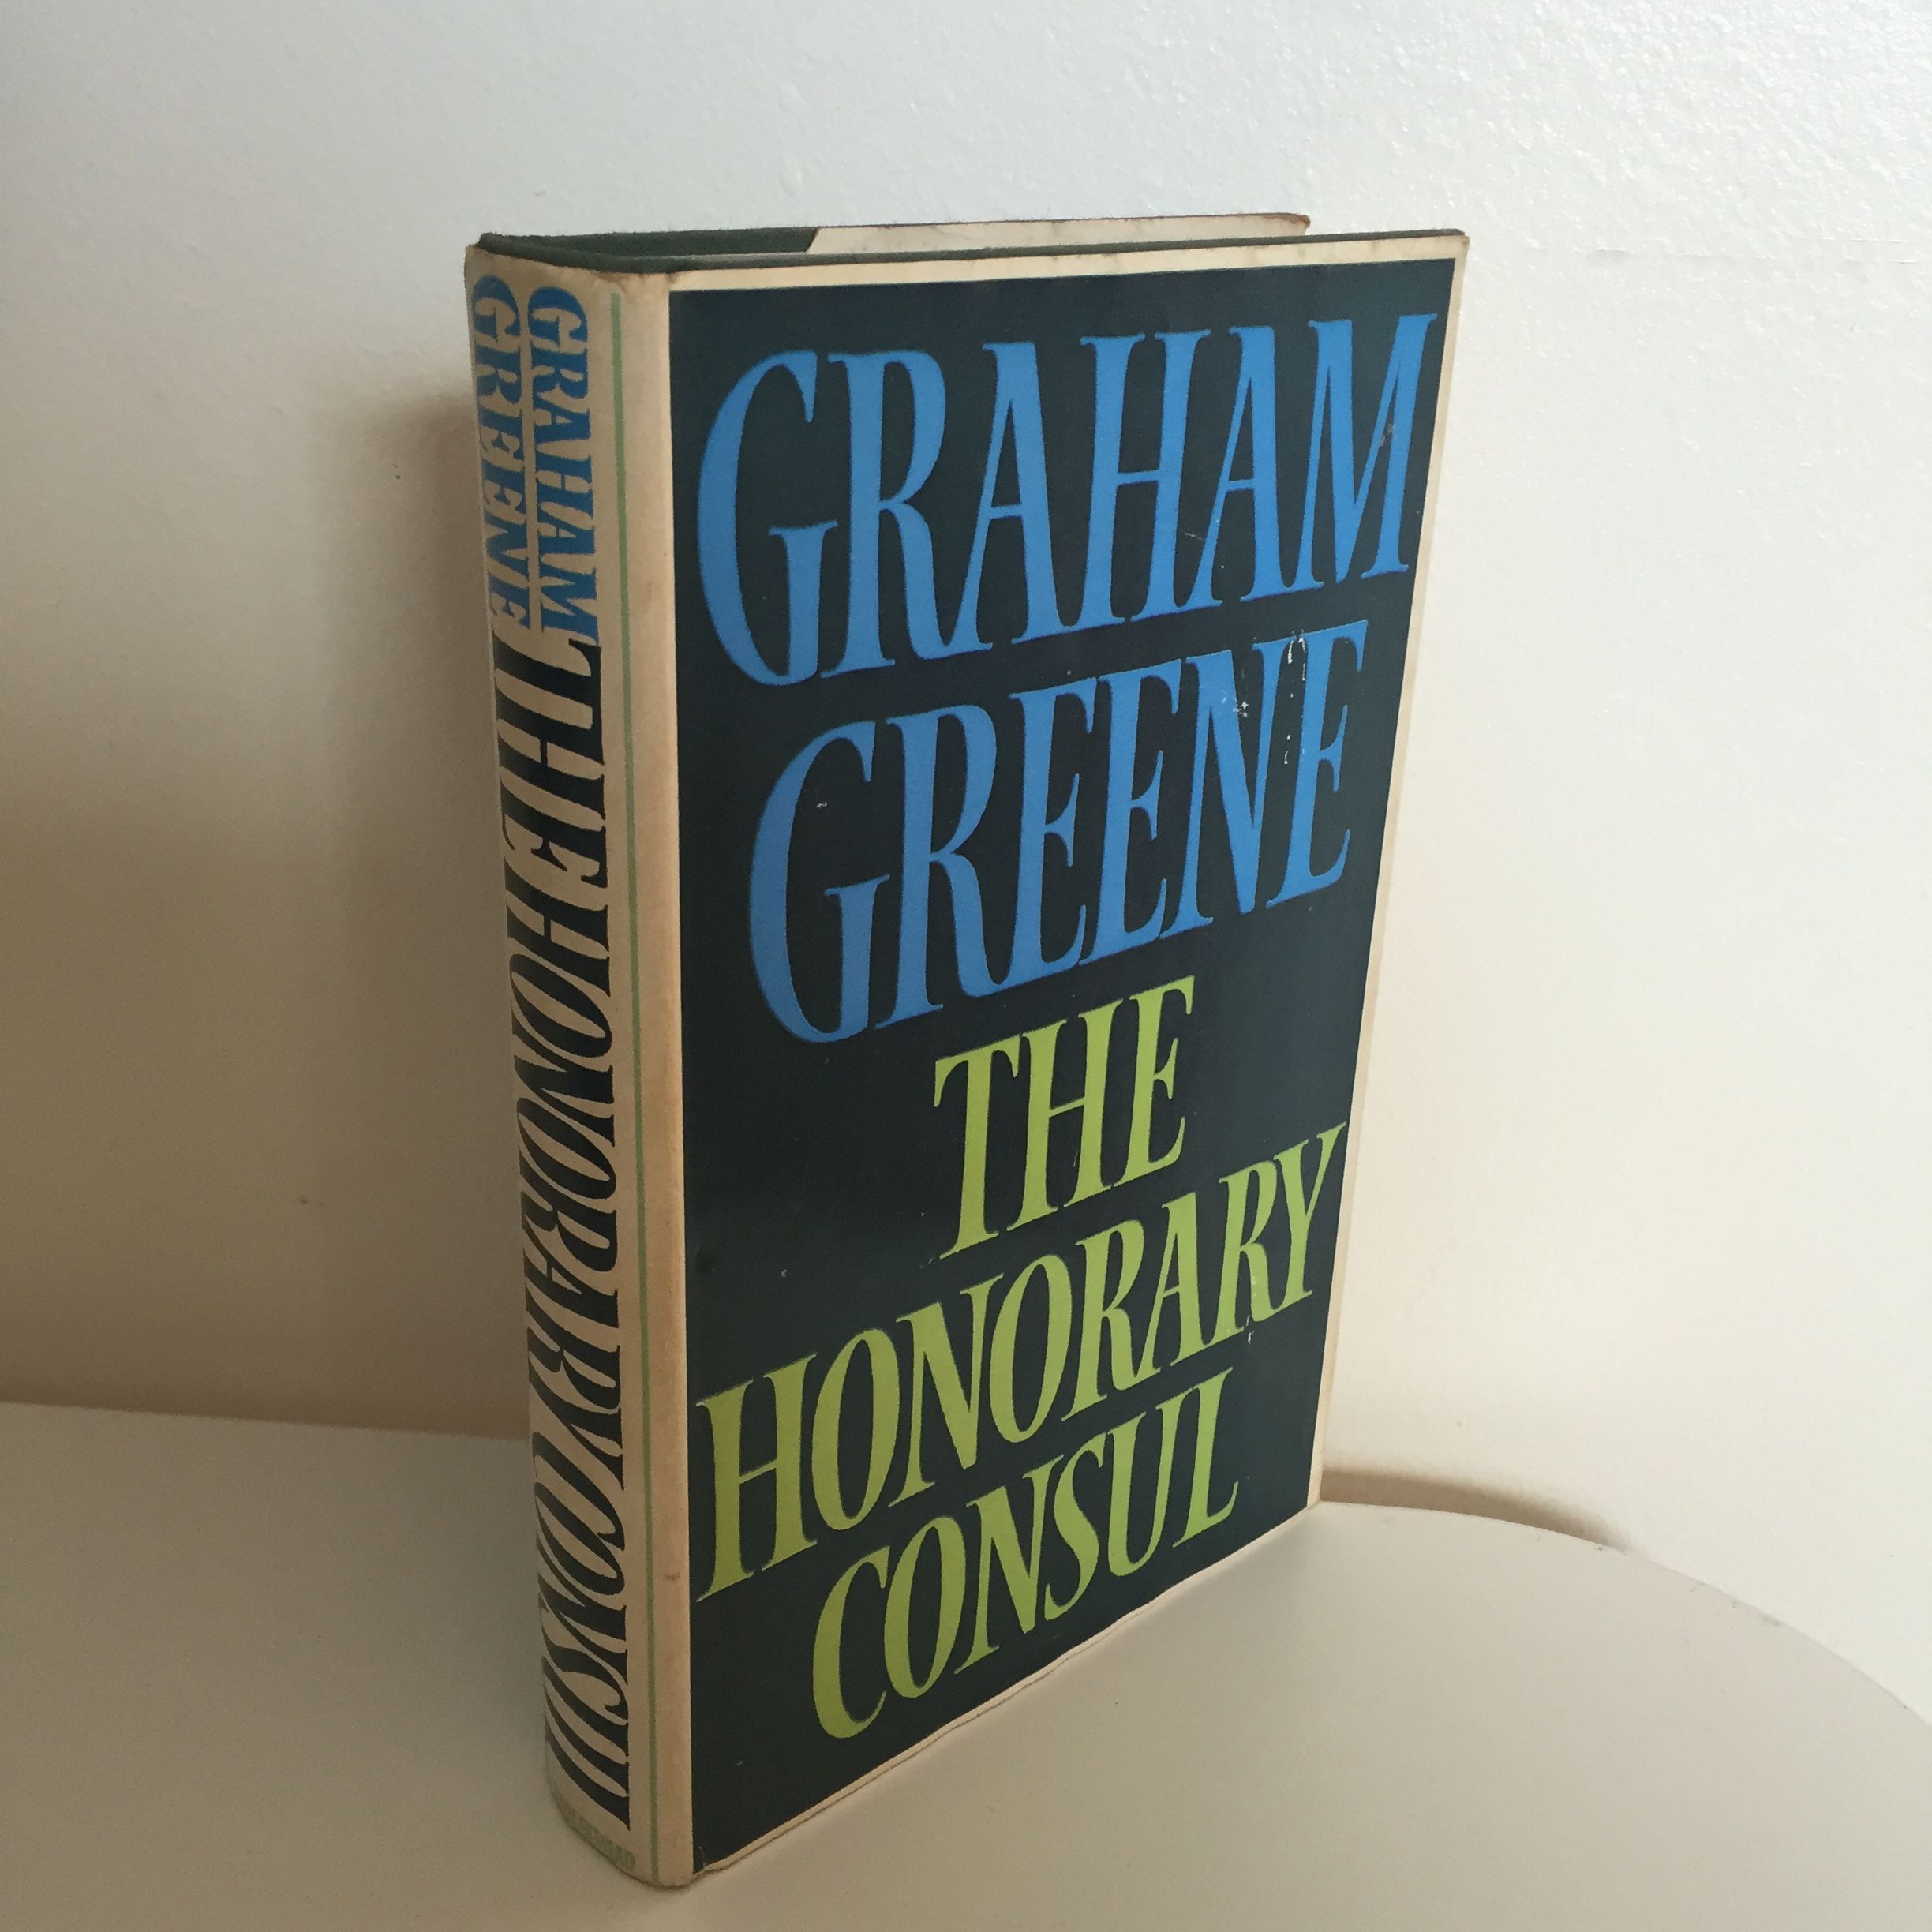 GRAHAM
GREENE
THE HONORARY CONSUL
GRAHAM
GREENE
THE
HONORARY
CONSUL